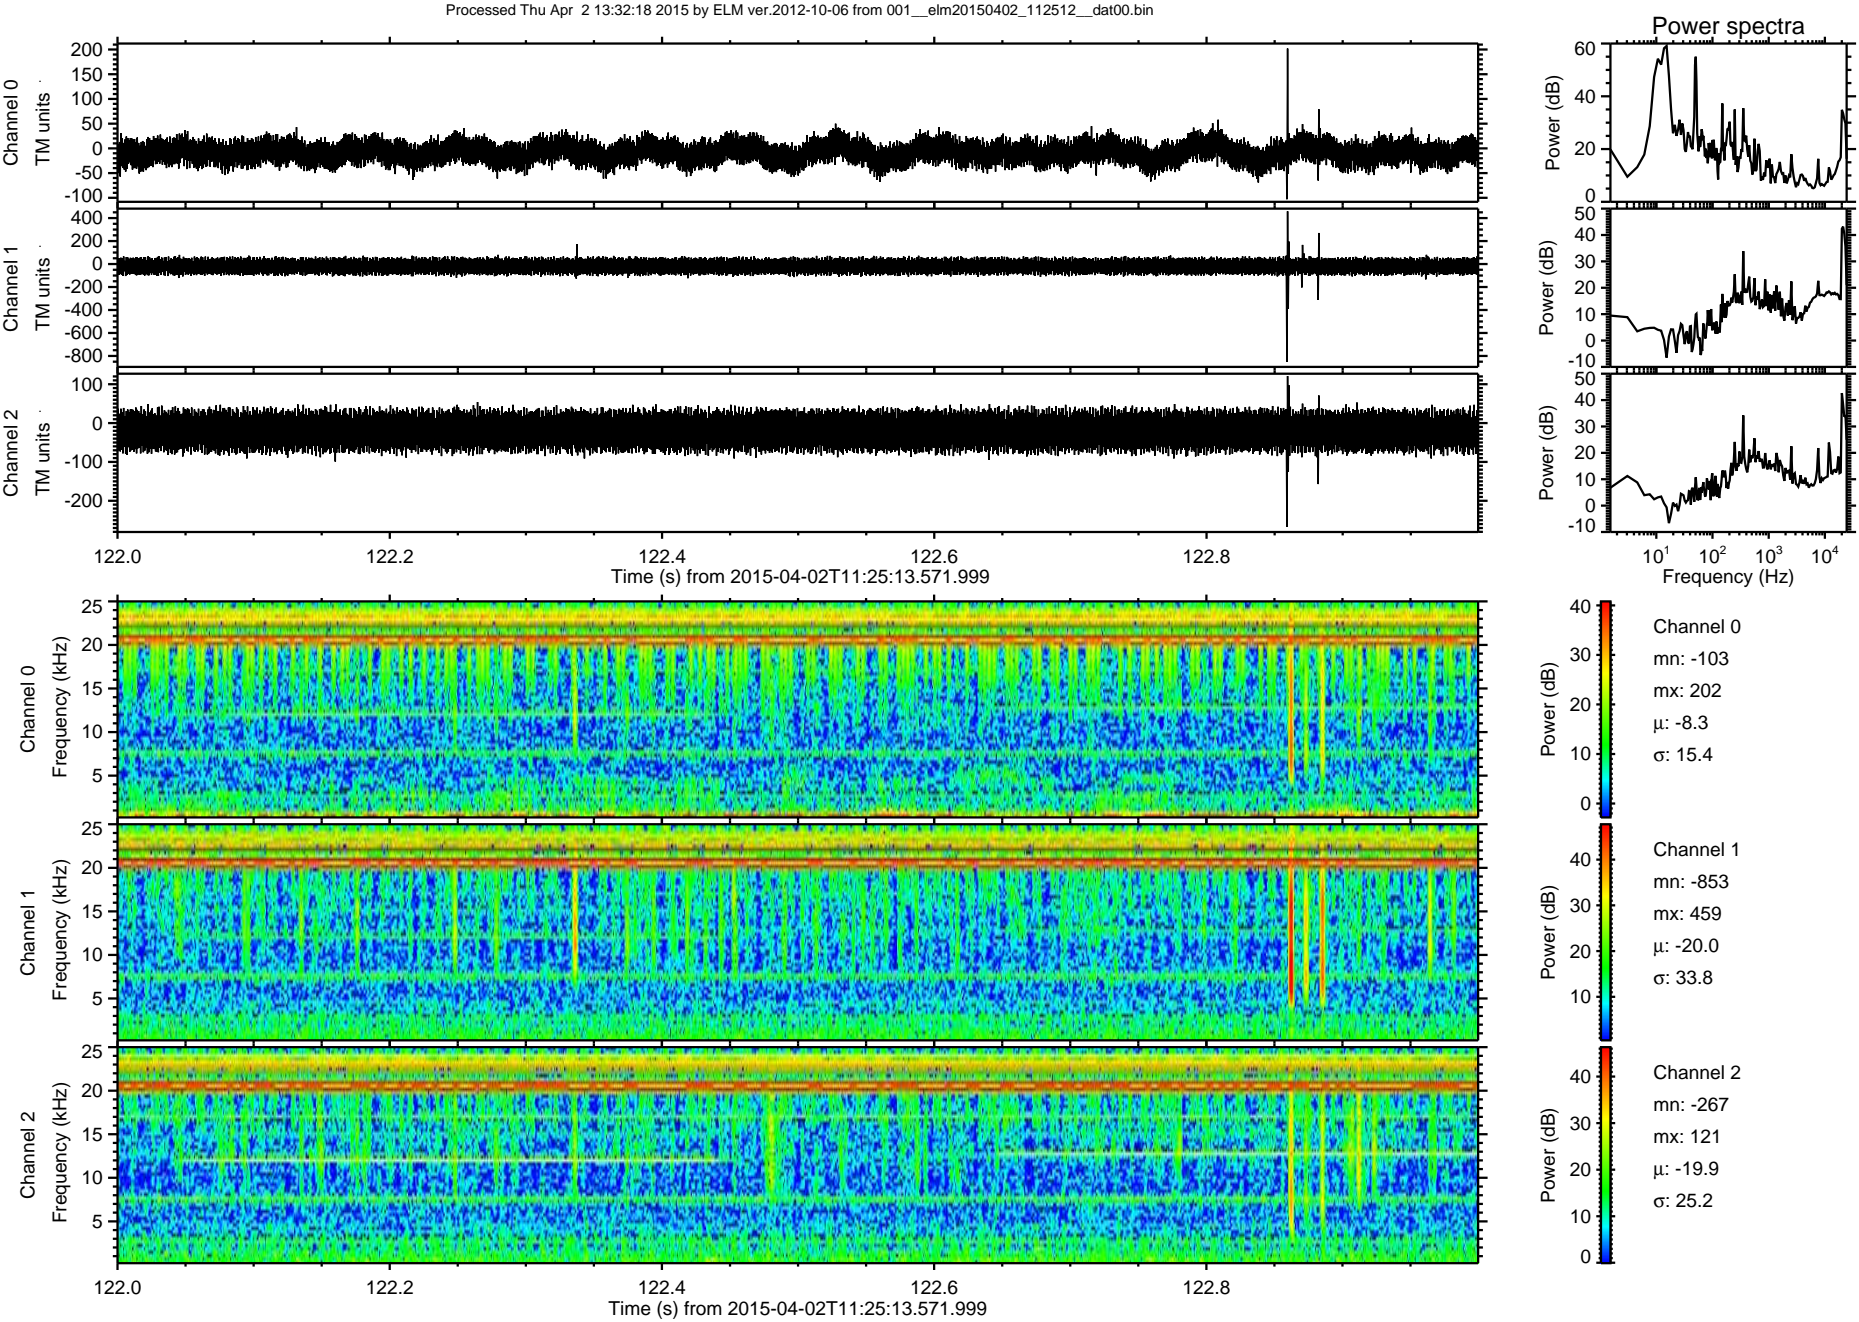 Processed Thu Apr  2 13:32:18 2015 by ELM ver.2012-10-06 from 001__elm20150402_112512__dat00.bin
Power spectra
Channel 0
TM units
200
150
100
50
0
-50
-100
Power (dB)
60
40
20
0
Channel 1
TM units
400
200
0
-200
-400
-600
-800
Power (dB)
50
40
30
20
10
0
-10
Channel 2
TM units
100
0
-100
-200
Power (dB)
50
40
30
20
10
0
-10
122.0 122.2 122.4 122.6 122.8
Time (s) from 2015-04-02T11:25:13.571.999
10¹ 10² 10³ 10⁴
Frequency (Hz)
Channel 0
Frequency (kHz)
25
20
15
10
5
Power (dB)
40
30
20
10
0
Channel 0
mn: -103
mx: 202
μ: -8.3
σ: 15.4
Channel 1
Frequency (kHz)
25
20
15
10
5
Power (dB)
40
30
20
10
Channel 1
mn: -853
mx: 459
μ: -20.0
σ: 33.8
Channel 2
Frequency (kHz)
25
20
15
10
5
Power (dB)
40
30
20
10
0
Channel 2
mn: -267
mx: 121
μ: -19.9
σ: 25.2
122.0 122.2 122.4 122.6 122.8
Time (s) from 2015-04-02T11:25:13.571.999